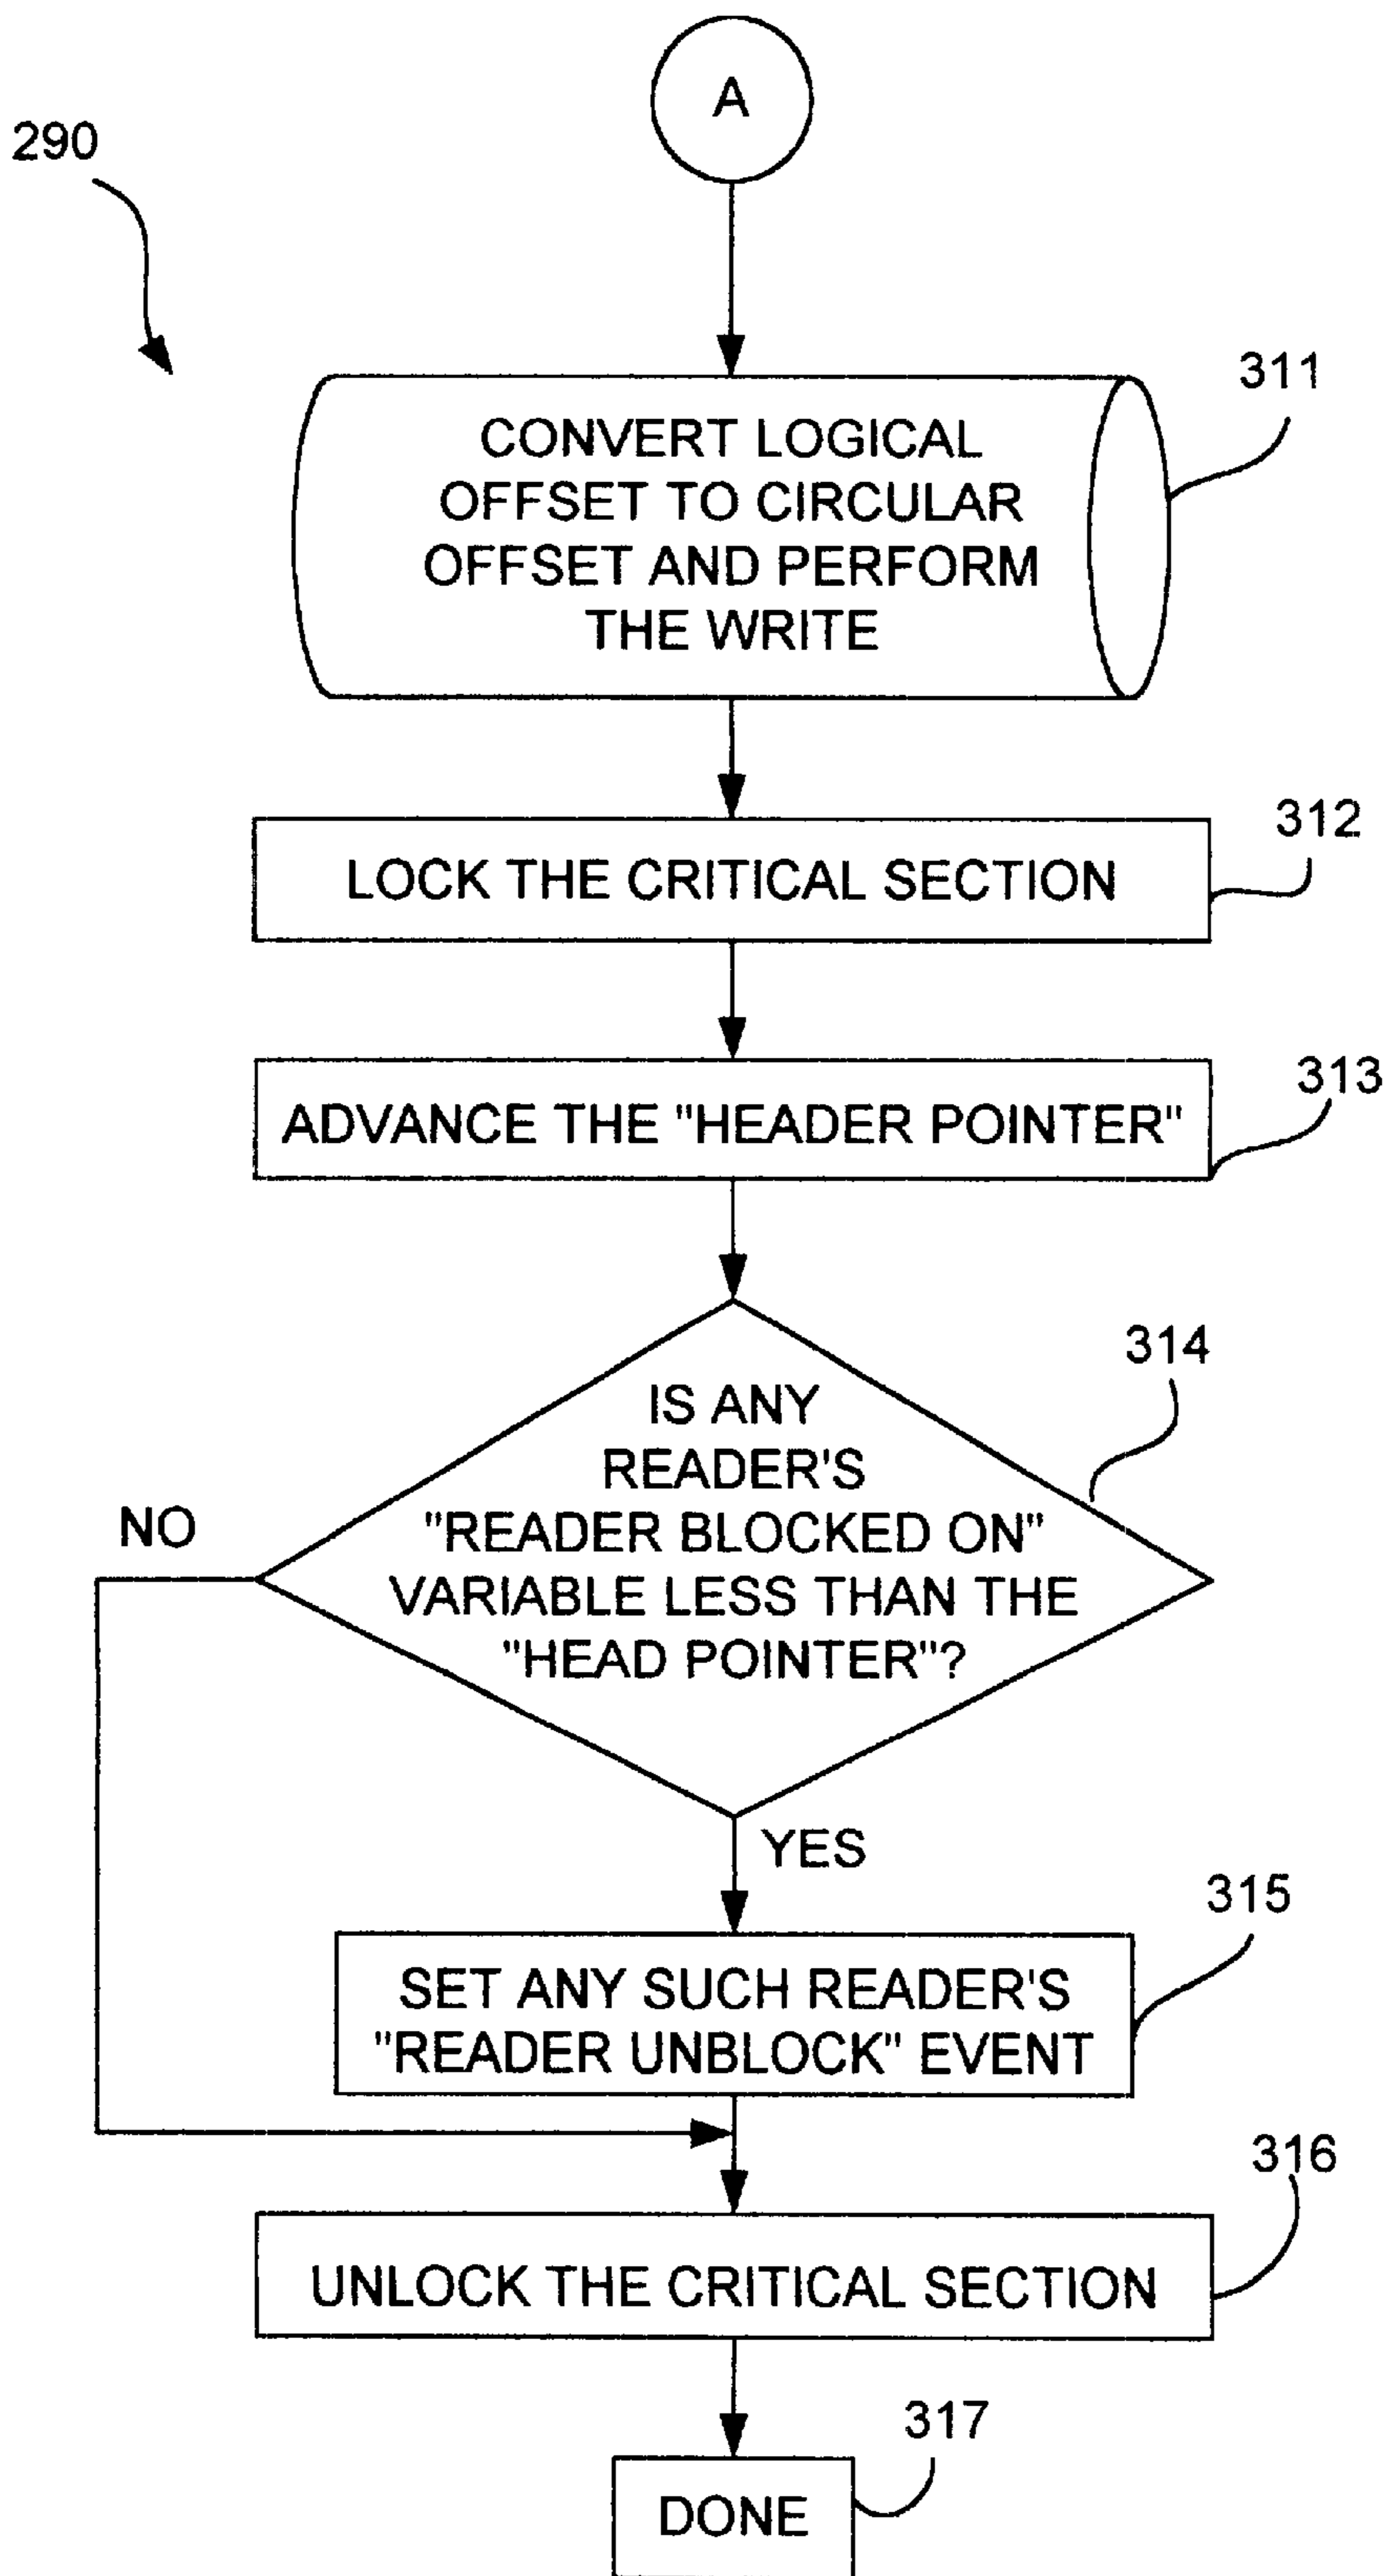 A
290
311
CONVERT LOGICAL
OFFSET TO CIRCULAR
OFFSET AND PERFORM
THE WRITE
312
LOCK THE CRITICAL SECTION
313
ADVANCE THE "HEADER POINTER"
314
IS ANY
READER'S
"READER BLOCKED ON"
VARIABLE LESS THAN THE
"HEAD POINTER"?
NO
YES
315
SET ANY SUCH READER'S
"READER UNBLOCK" EVENT
316
UNLOCK THE CRITICAL SECTION
317
DONE